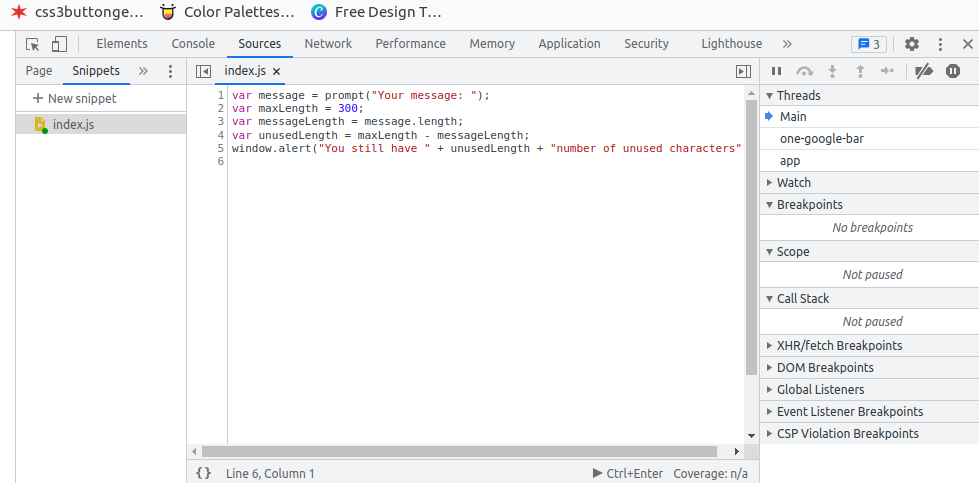 css3buttonge… Color Palettes… Free Design T…
Elements Console Sources Network Performance Memory Application Security Lighthouse » 3
Page Snippets » index.js ×
+ New snippet
index.js
1 var message = prompt("Your message: ");
2 var maxLength = 300;
3 var messageLength = message.length;
4 var unusedLength = maxLength - messageLength;
5 window.alert("You still have " + unusedLength + "number of unused characters"
6
Threads
Main
one-google-bar
app
Watch
Breakpoints
No breakpoints
Scope
Not paused
Call Stack
Not paused
XHR/fetch Breakpoints
DOM Breakpoints
Global Listeners
Event Listener Breakpoints
CSP Violation Breakpoints
{} Line 6, Column 1 Ctrl+Enter Coverage: n/a